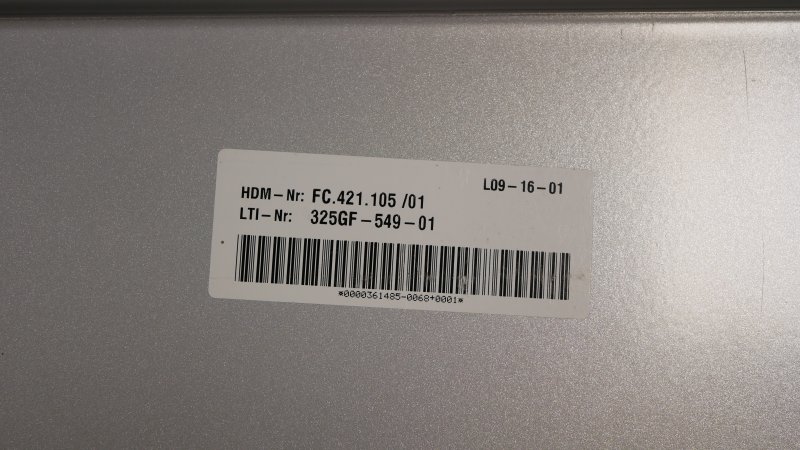 L09-16-01
HDM-Nr: FC.421.105 /01
LTI-Nr: 325GF-549-01
*0000361485-0068+0001*